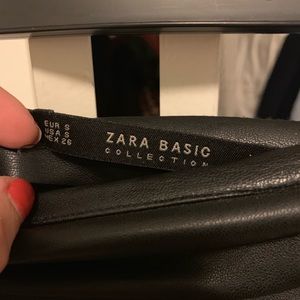 EUR S
USA S
MEX 26
ZARA BASIC
COLLECTION